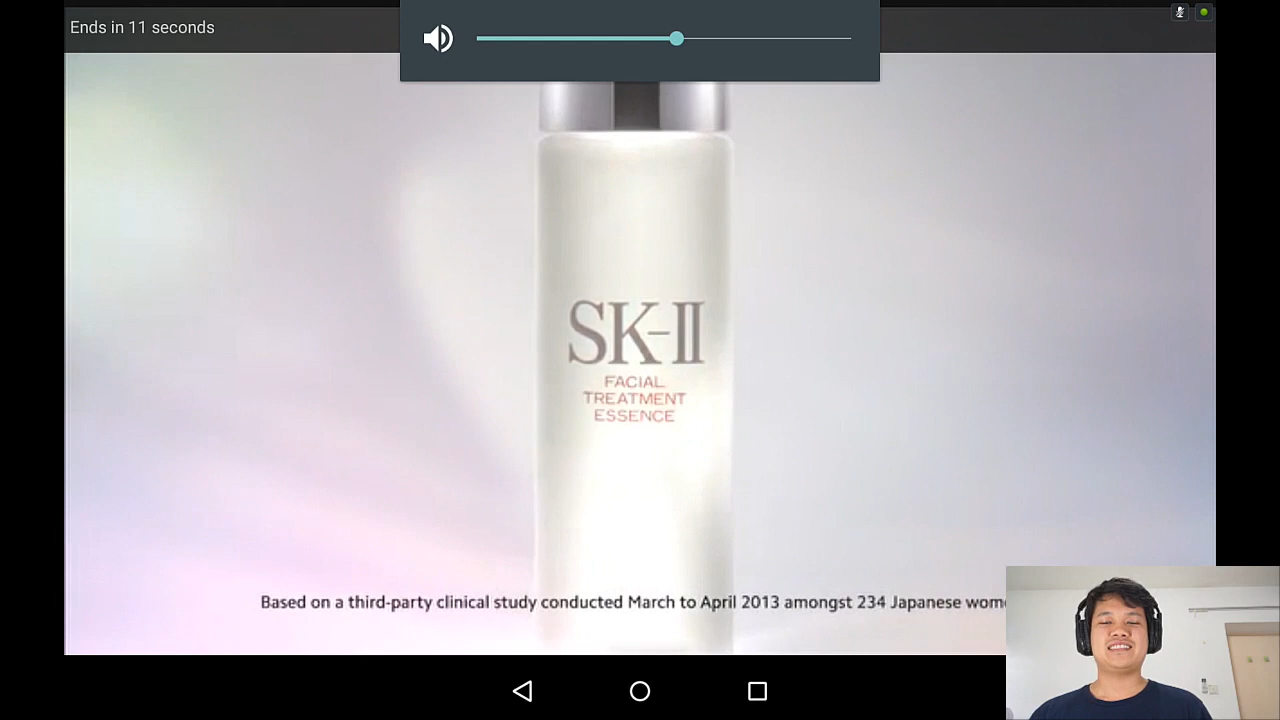 Ends in 11 seconds
SK-II
FACIAL
TREATMENT
ESSENCE
Based on a third-party clinical study conducted March to April 2013 amongst 234 Japanese